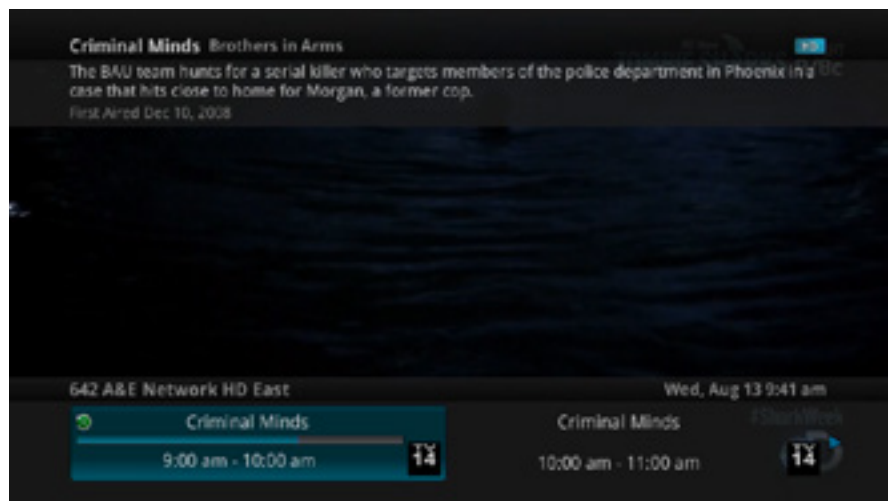 Criminal Minds Brothers in Arms HD
The BAU team hunts for a serial killer who targets members of the police department in Phoenix in a
case that hits close to home for Morgan, a former cop.
First Aired Dec 10, 2008
642 A&E Network HD East Wed, Aug 13 9:41 am
Criminal Minds Criminal Minds #SharkWeek
9:00 am - 10:00 am TV 14 10:00 am - 11:00 am TV 14